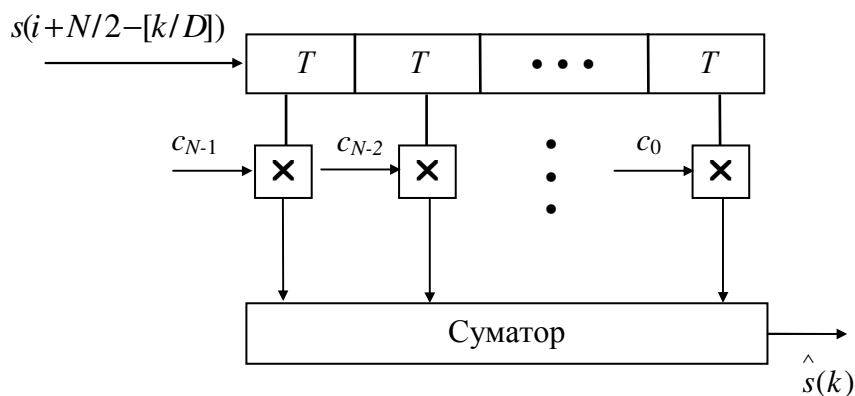 s(i+N/2−[k/D])
T T • • • T
c_{N-1} c_{N-2} c_0
× × ×
Суматор
ŝ(k)